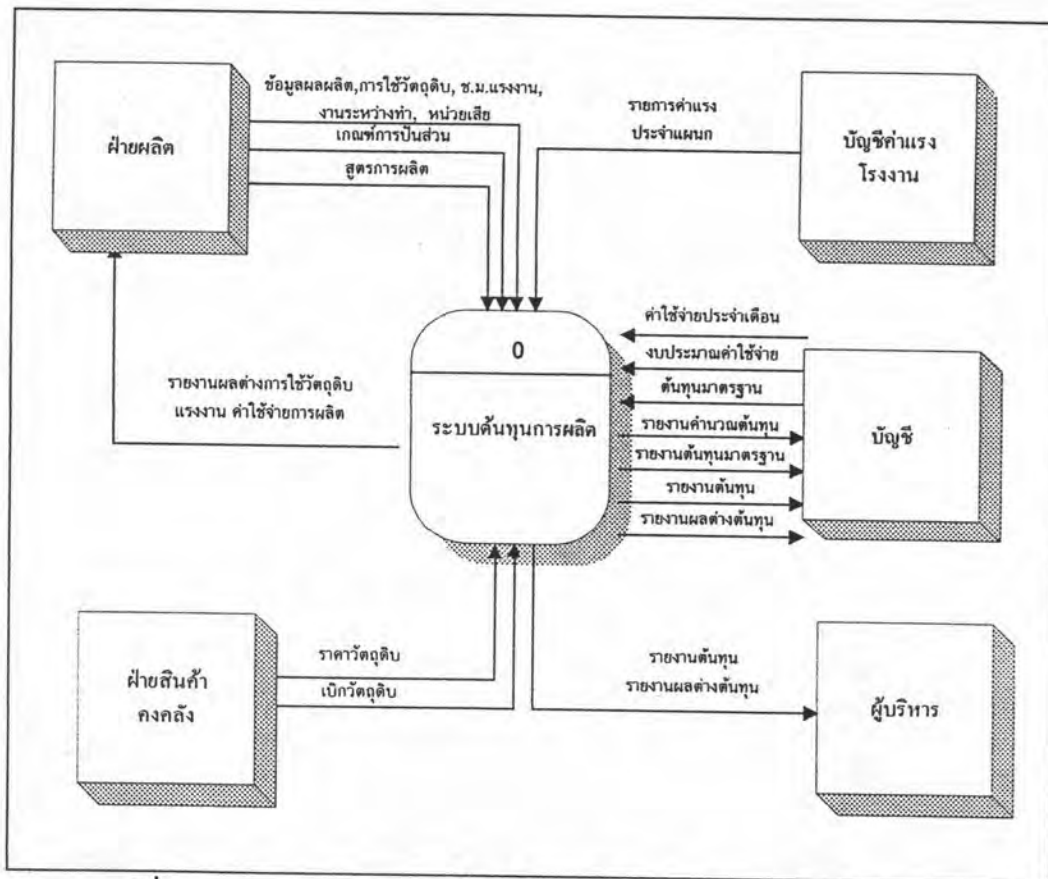 ฝ่ายผลิต
ข้อมูลผลผลิต,การใช้วัตถุดิบ, ช.ม.แรงงาน,
งานระหว่างทำ, หน่วยเสีย
เกณฑ์การปันส่วน
สูตรการผลิต
รายการค่าแรง
ประจำแผนก
บัญชีค่าแรง
โรงงาน
0
ระบบต้นทุนการผลิต
รายงานผลต่างการใช้วัตถุดิบ
แรงงาน ค่าใช้จ่ายการผลิต
ค่าใช้จ่ายประจำเดือน
งบประมาณค่าใช้จ่าย
ต้นทุนมาตรฐาน
รายงานคำนวณต้นทุน
รายงานต้นทุนมาตรฐาน
รายงานต้นทุน
รายงานผลต่างต้นทุน
บัญชี
ฝ่ายสินค้า
คงคลัง
ราคาวัตถุดิบ
เบิกวัตถุดิบ
รายงานต้นทุน
รายงานผลต่างต้นทุน
ผู้บริหาร